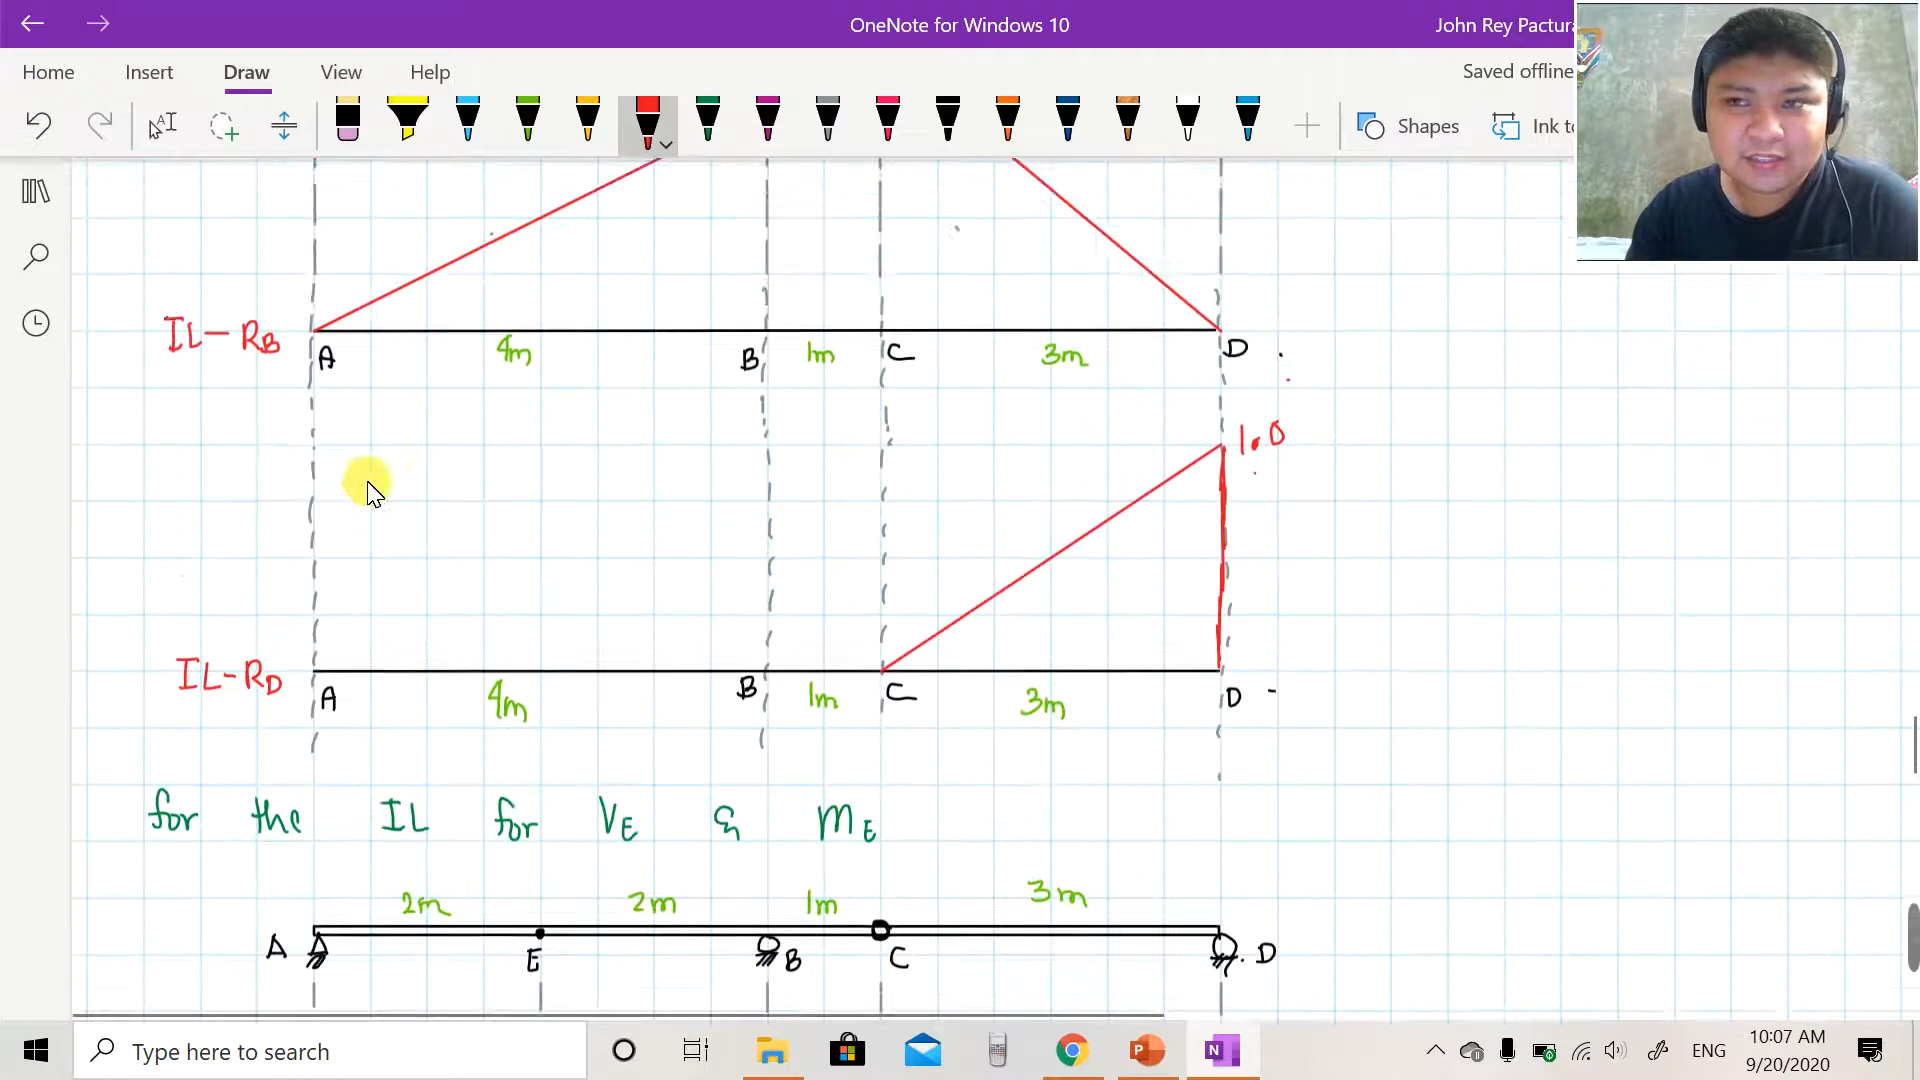 OneNote for Windows 10
John Rey Pactura
Home Insert Draw View Help
Saved offline
Shapes
Ink to
IL-RB
A 4m B 1m C 3m D
1.0
IL-RD
A 4m B 1m C 3m D
for the IL for VE & ME
2m 2m 1m 3m
A E B C D
Type here to search
ENG
10:07 AM
9/20/2020